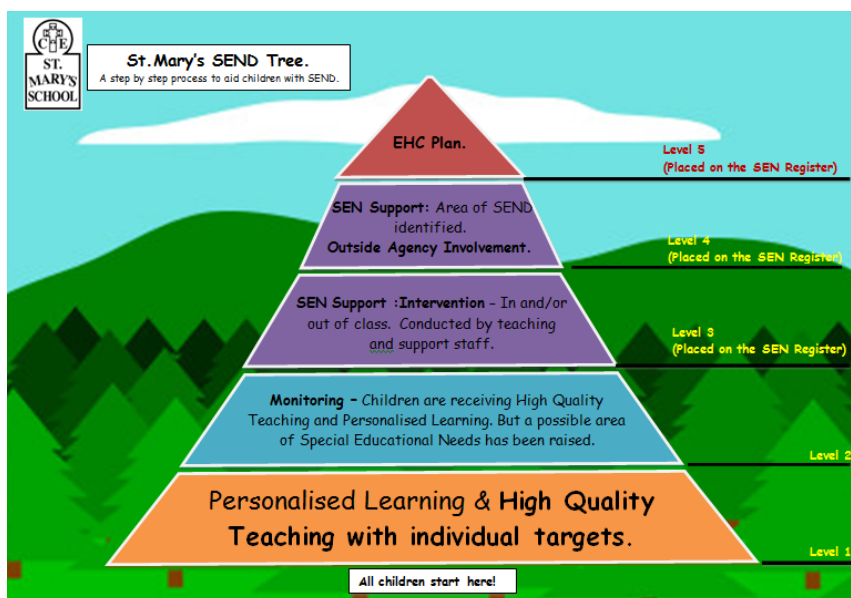 CE
ST.
MARY'S
SCHOOL
St.Mary's SEND Tree.
A step by step process to aid children with SEND.
EHC Plan.
Level 5
(Placed on the SEN Register)
SEN Support: Area of SEND
identified.
Outside Agency Involvement.
Level 4
(Placed on the SEN Register)
SEN Support :Intervention – In and/or
out of class. Conducted by teaching
and support staff.
Level 3
(Placed on the SEN Register)
Monitoring – Children are receiving High Quality
Teaching and Personalised Learning. But a possible area
of Special Educational Needs has been raised.
Level 2
Personalised Learning & High Quality
Teaching with individual targets.
Level 1
All children start here!